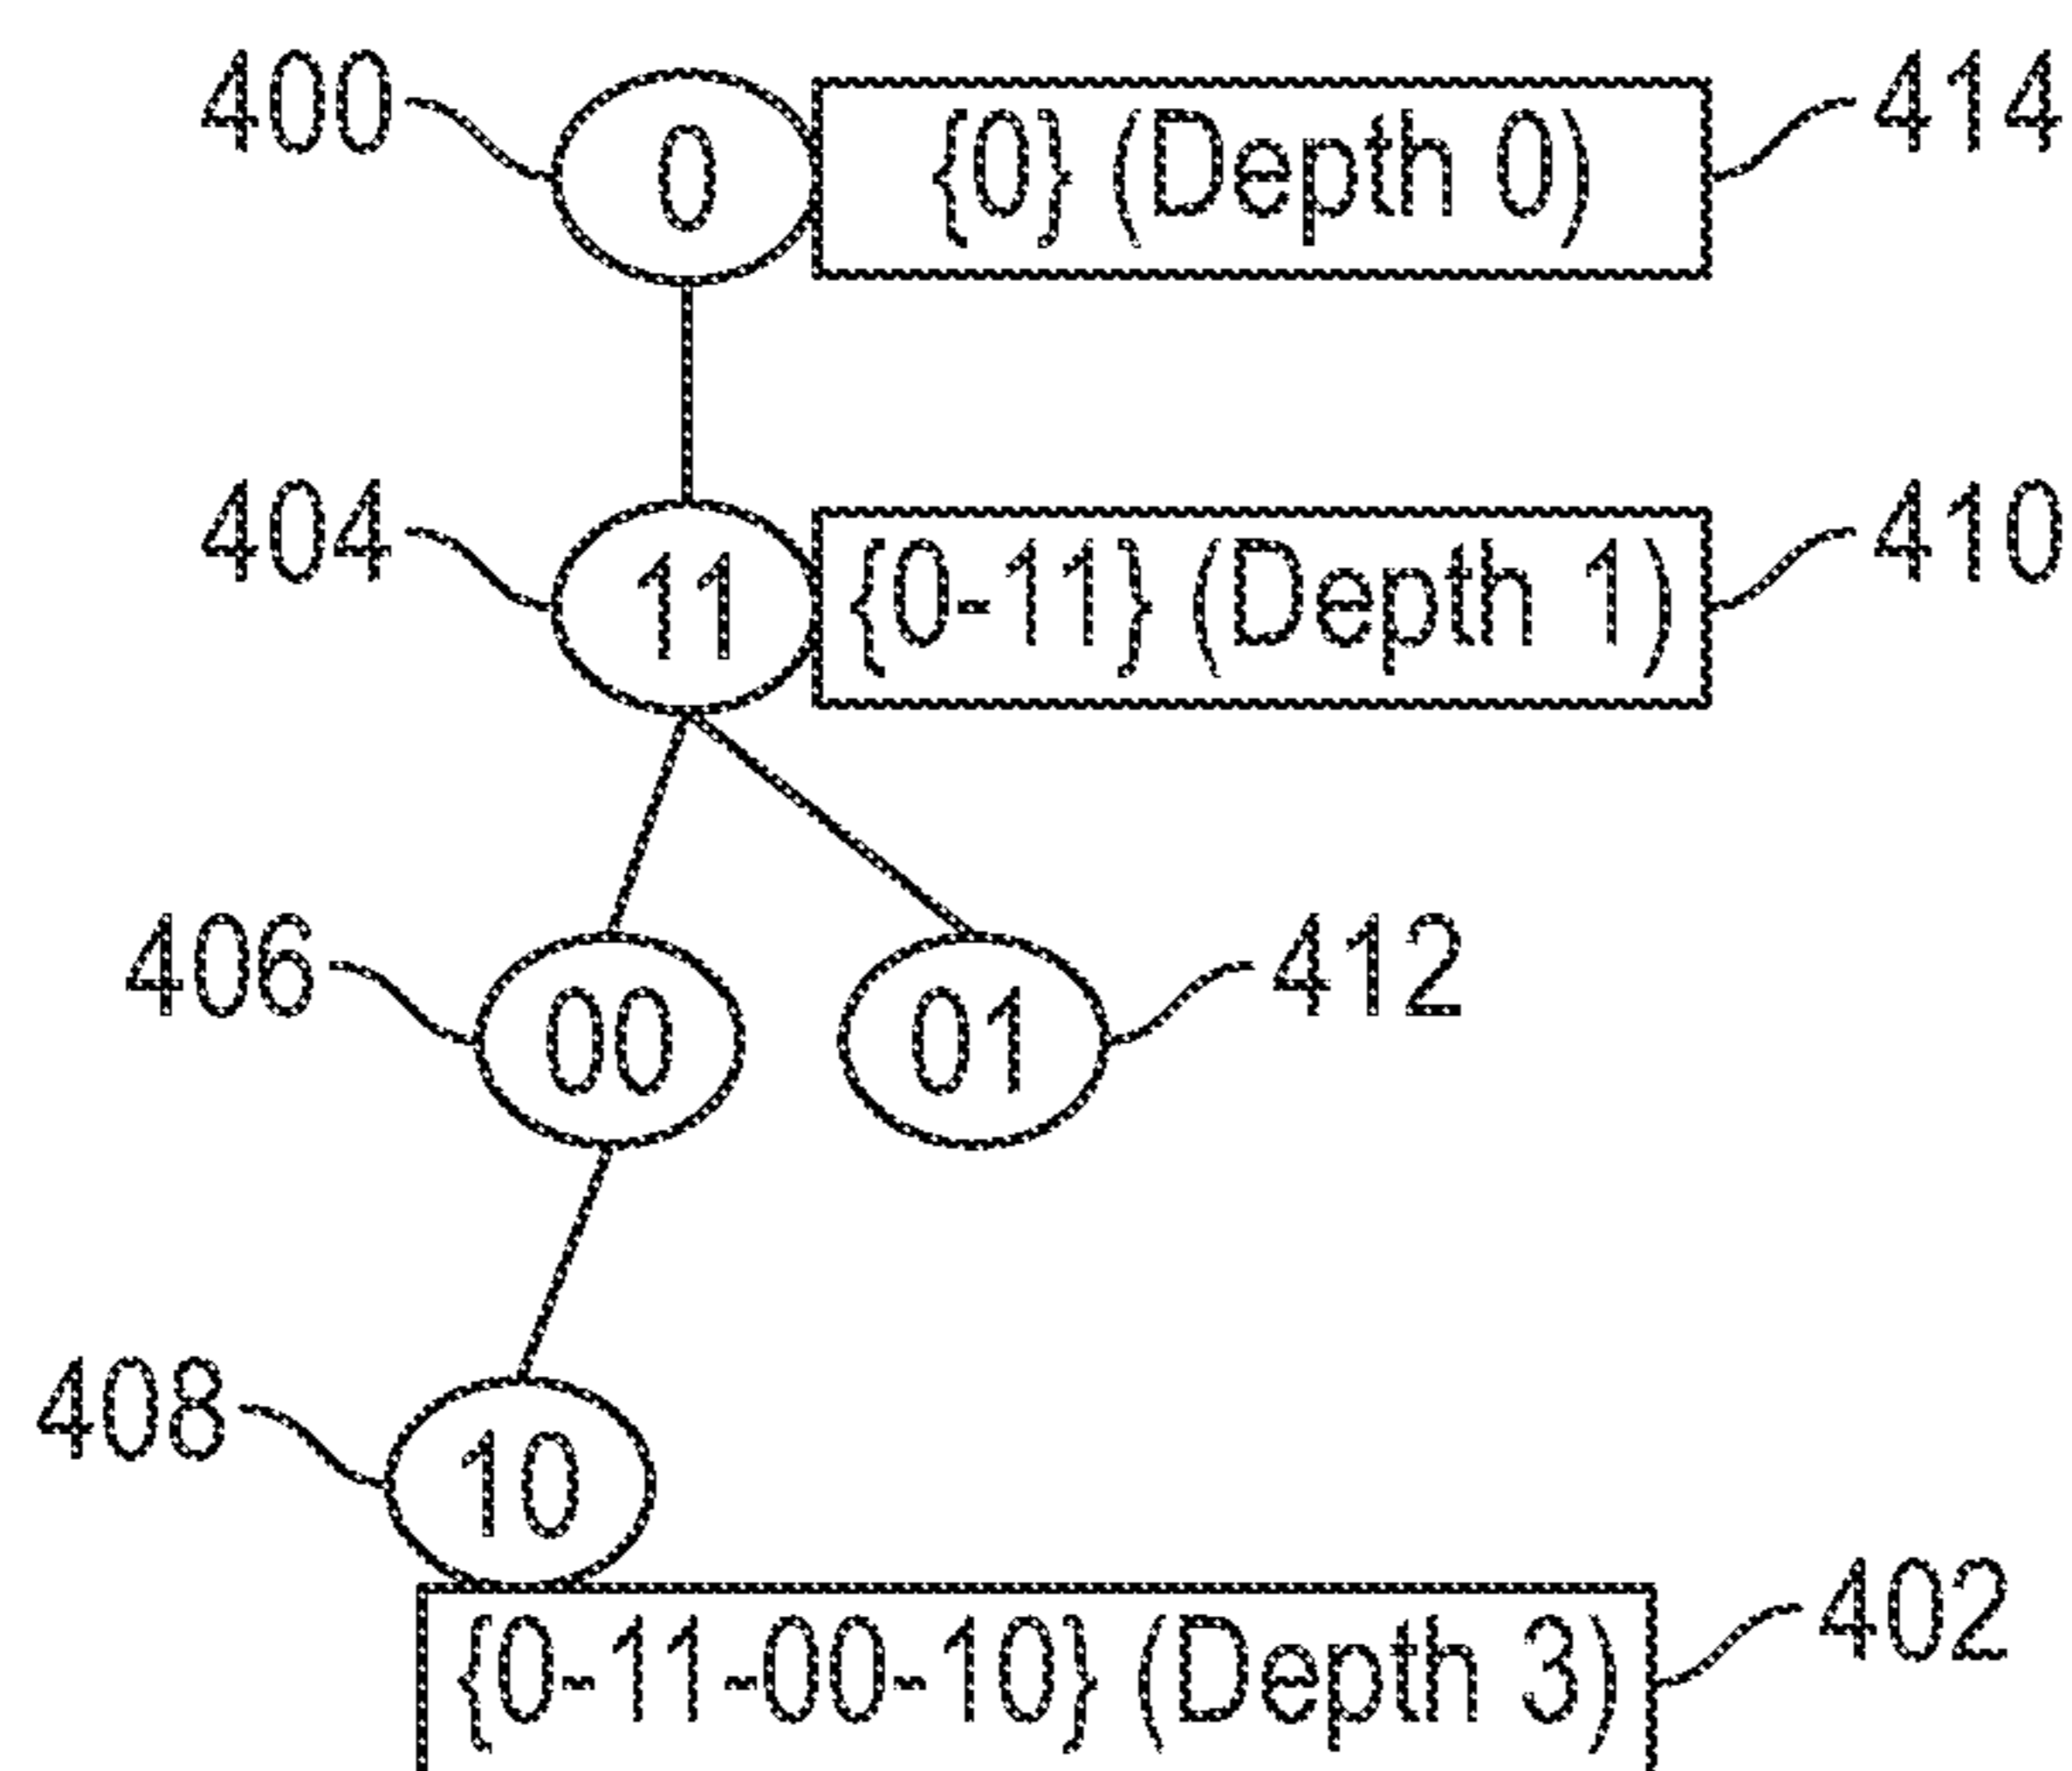 400 0 {0} (Depth 0) 414
404 11 {0-11} (Depth 1) 410
406 00 01 412
408 10
{0-11-00-10} (Depth 3) 402